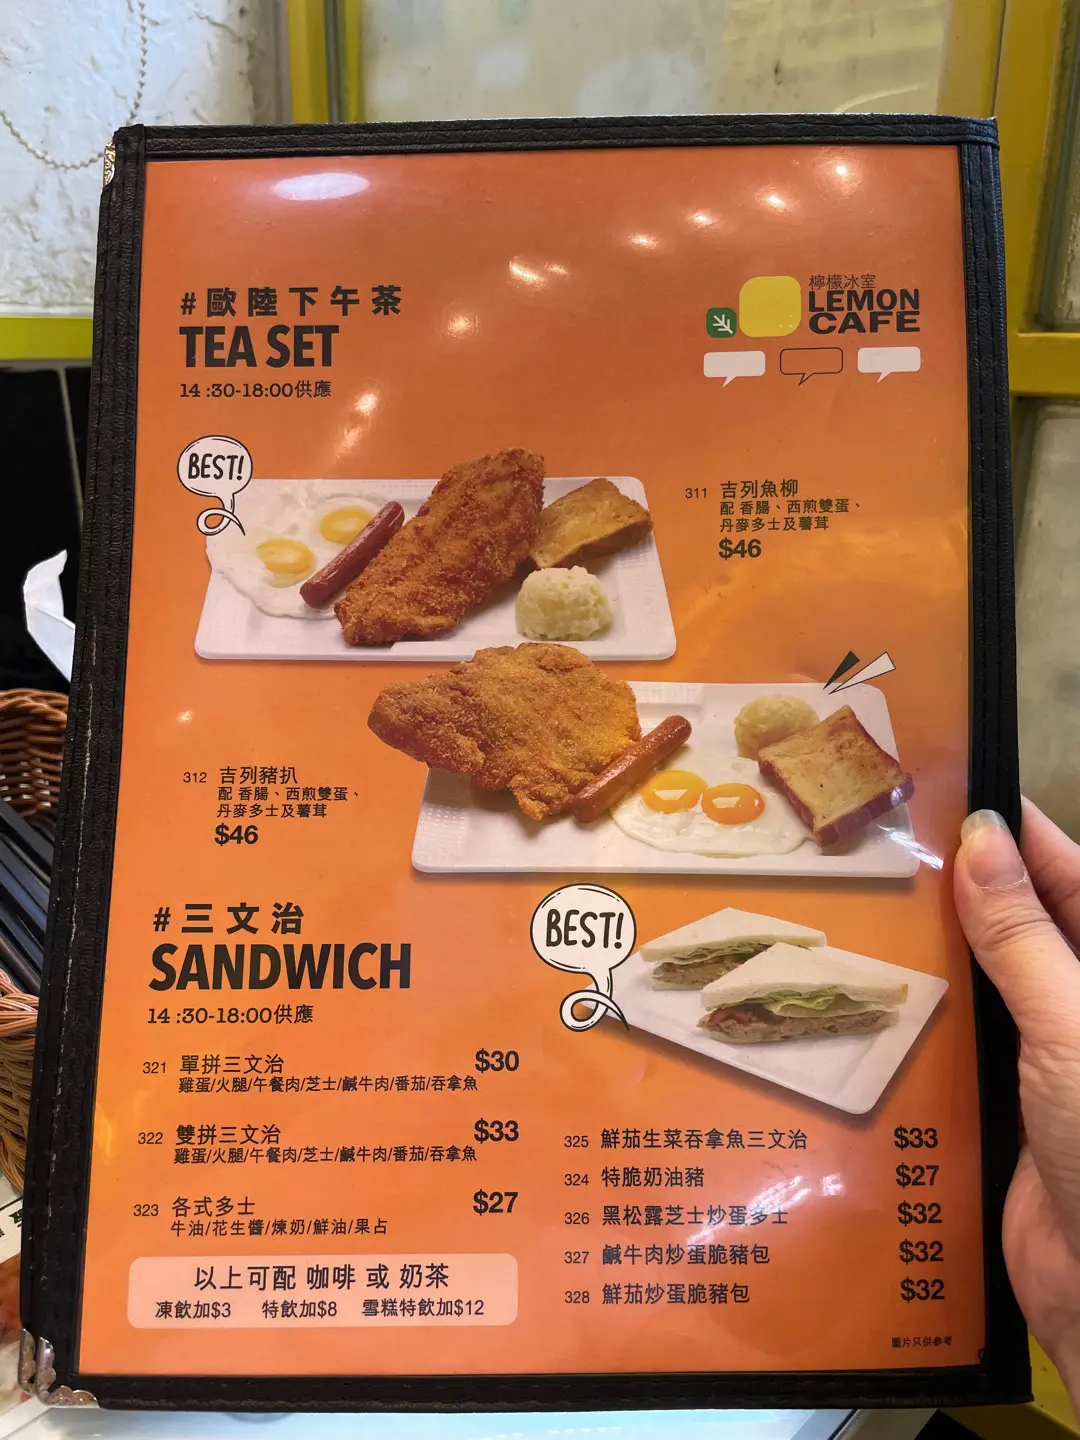 #歐陸下午茶
TEA SET
14 :30-18:00供應
檸檬冰室
LEMON
CAFE
BEST!
311 吉列魚柳
配 香腸、西煎雙蛋、
丹麥多士及薯茸
$46
312 吉列豬扒
配 香腸、西煎雙蛋、
丹麥多士及薯茸
$46
#三文治
SANDWICH
14 :30-18:00供應
BEST!
321 單拼三文治 $30
雞蛋/火腿/午餐肉/芝士/鹹牛肉/番茄/吞拿魚
322 雙拼三文治 $33
雞蛋/火腿/午餐肉/芝士/鹹牛肉/番茄/吞拿魚
323 各式多士 $27
牛油/花生醬/煉奶/鮮油/果占
以上可配 咖啡 或 奶茶
凍飲加$3 特飲加$8 雪糕特飲加$12
325 鮮茄生菜吞拿魚三文治 $33
324 特脆奶油豬 $27
326 黑松露芝士炒蛋多士 $32
327 鹹牛肉炒蛋脆豬包 $32
328 鮮茄炒蛋脆豬包 $32
圖片只供參考